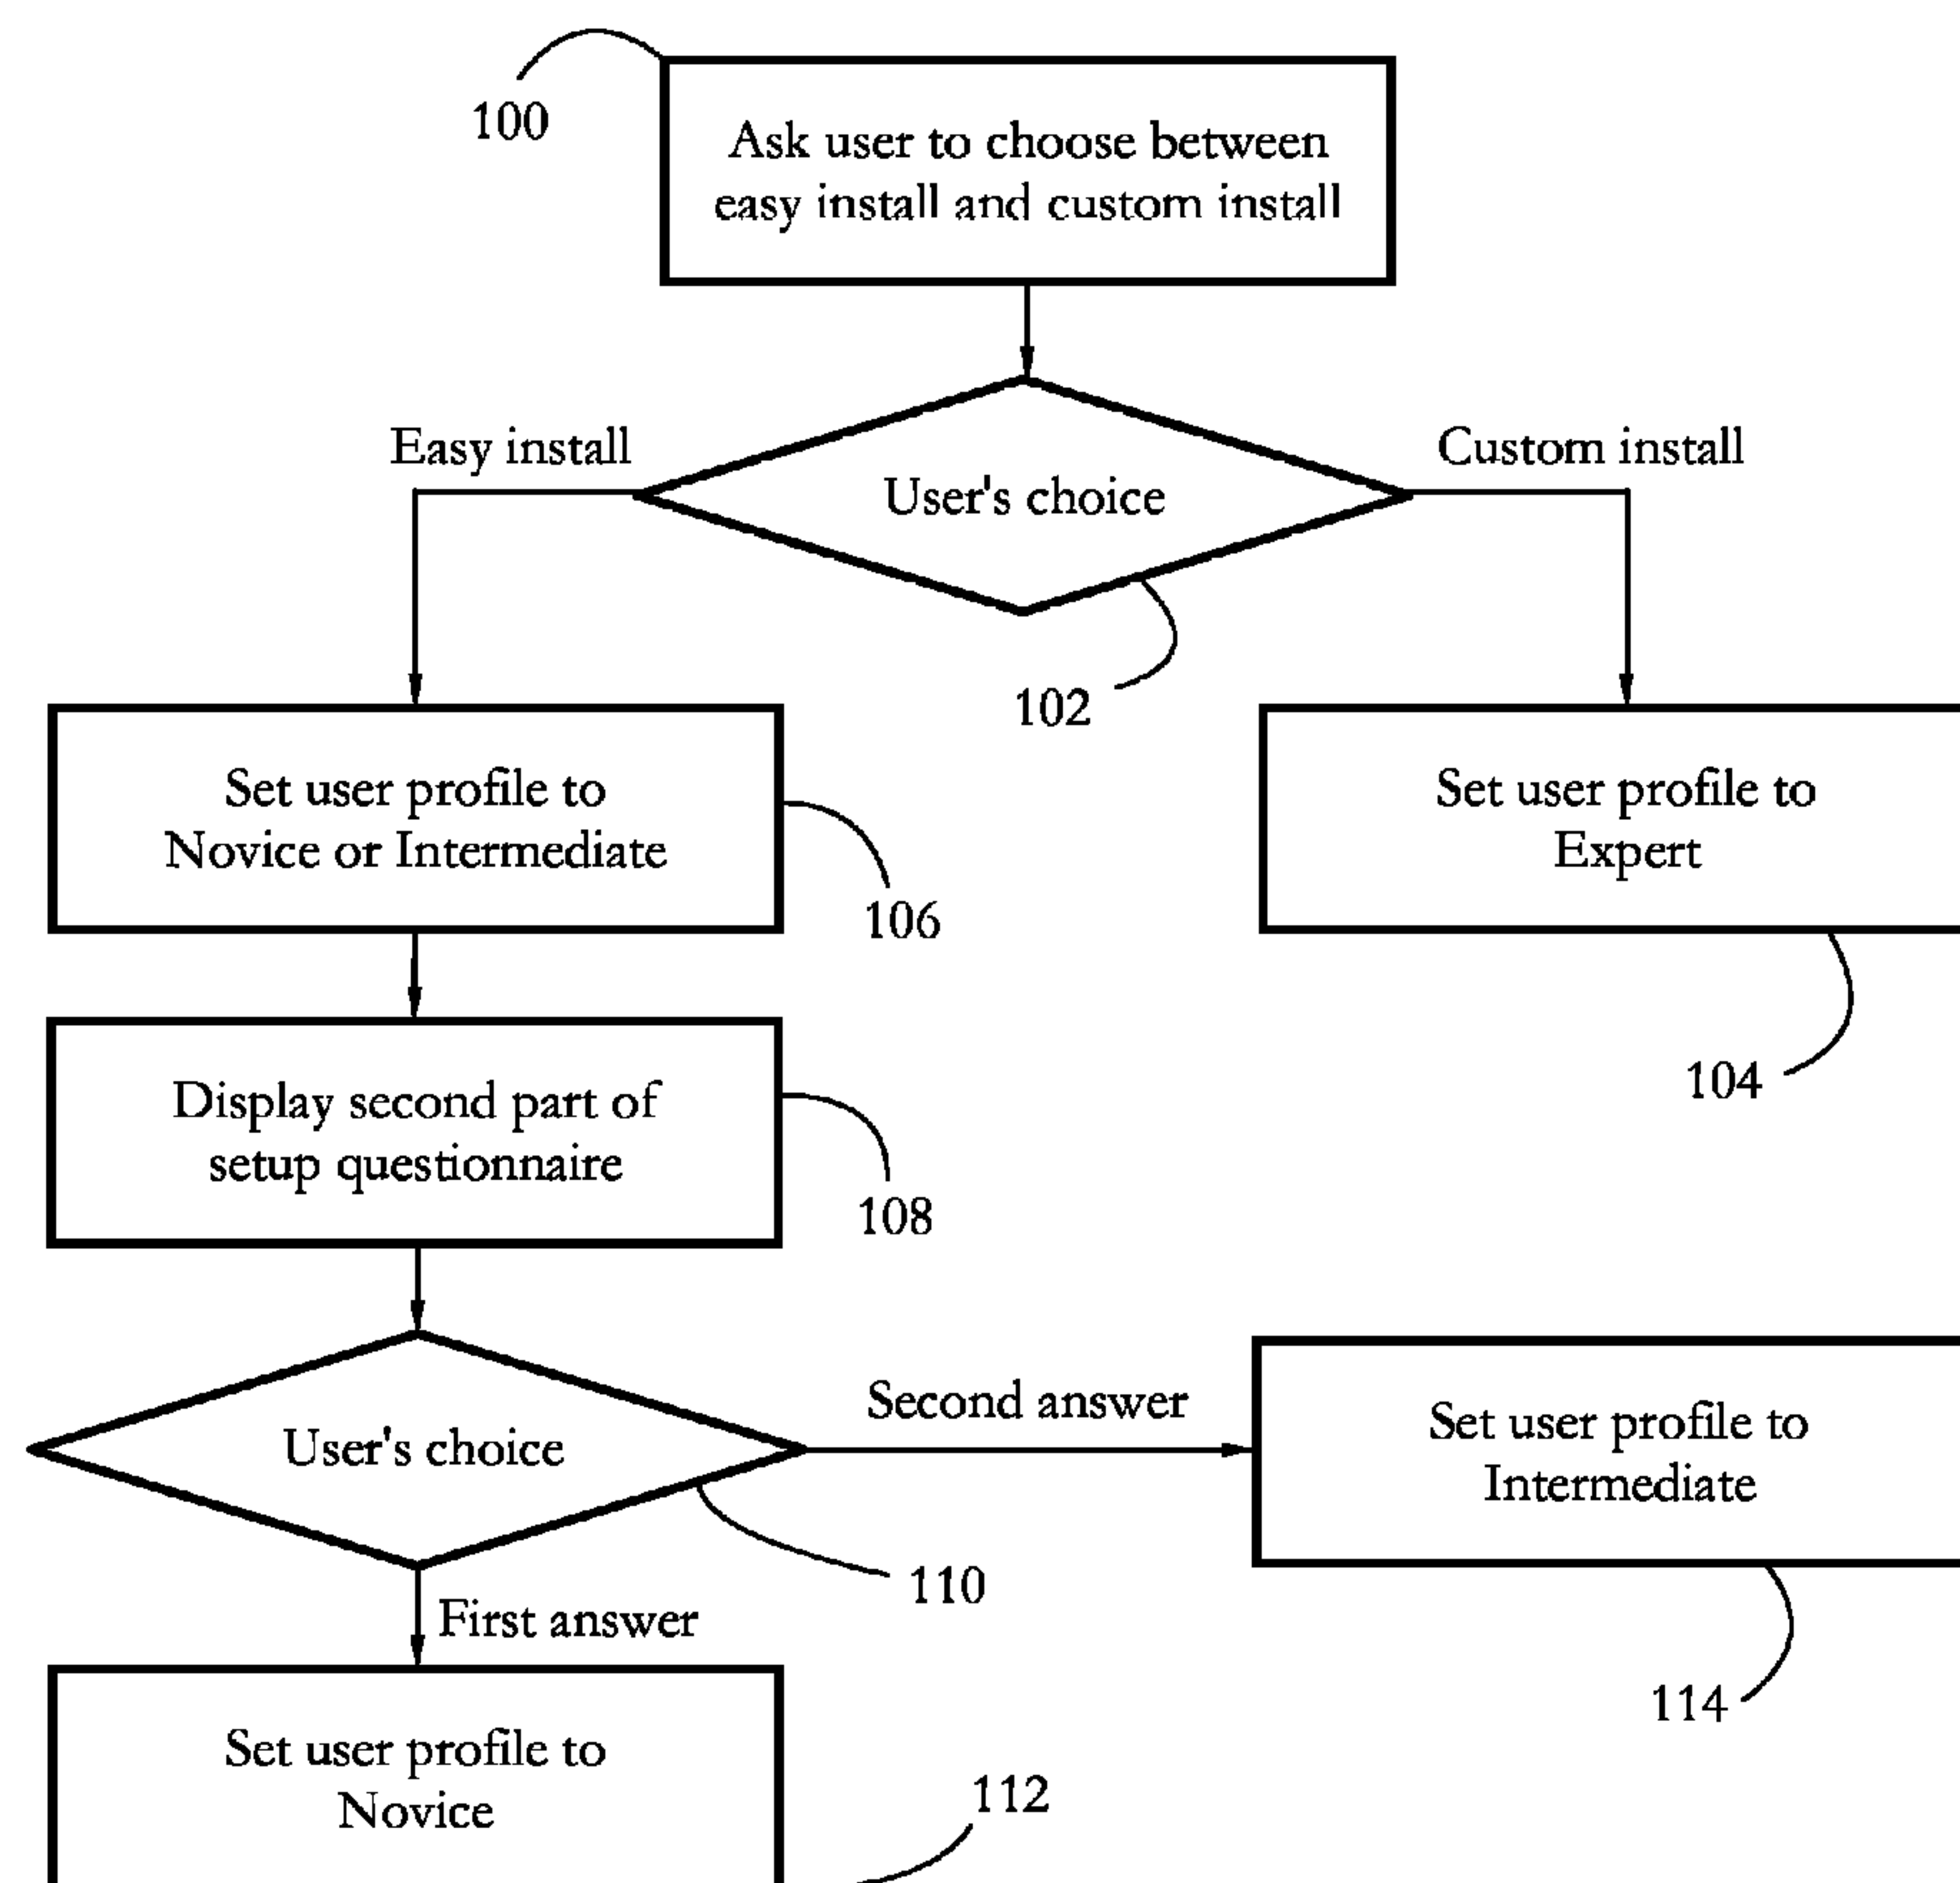 100
Ask user to choose between
easy install and custom install
Easy install
User's choice
Custom install
102
Set user profile to
Novice or Intermediate
106
Set user profile to
Expert
104
Display second part of
setup questionnaire
108
User's choice
Second answer
Set user profile to
Intermediate
110
First answer
114
Set user profile to
Novice
112